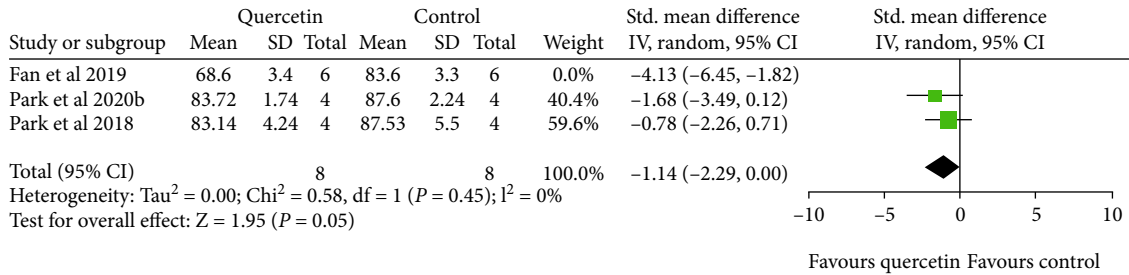 Quercetin Control Std. mean difference Std. mean difference
Study or subgroup Mean SD Total Mean SD Total Weight IV, random, 95% CI IV, random, 95% CI
Fan et al 2019 68.6 3.4 6 83.6 3.3 6 0.0% –4.13 (–6.45, –1.82)
Park et al 2020b 83.72 1.74 4 87.6 2.24 4 40.4% –1.68 (–3.49, 0.12)
Park et al 2018 83.14 4.24 4 87.53 5.5 4 59.6% –0.78 (–2.26, 0.71)
Total (95% CI) 8 8 100.0% –1.14 (–2.29, 0.00)
Heterogeneity: Tau² = 0.00; Chi² = 0.58, df = 1 (P = 0.45); I² = 0%
Test for overall effect: Z = 1.95 (P = 0.05)
–10 –5 0 5 10
Favours quercetin Favours control